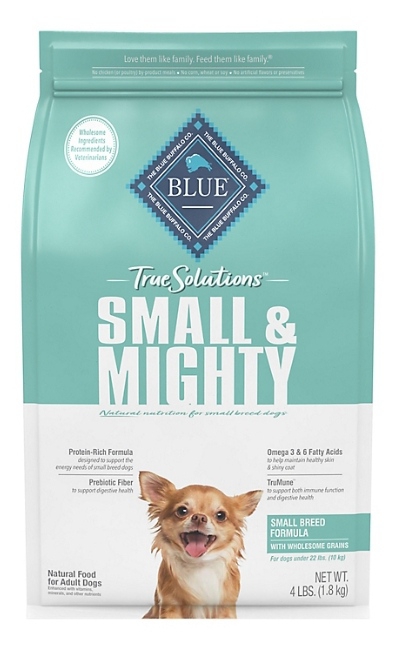 Love them like family. Feed them like family.®
No chicken (or poultry) by-product meals • No corn, wheat or soy • No artificial flavors or preservatives
Wholesome
Ingredients
Recommended by
Veterinarians
THE BLUE BUFFALO CO.
THE BLUE BUFFALO CO.
BLUE
THE BLUE BUFFALO CO.
THE BLUE BUFFALO CO.
True Solutions™
SMALL &
MIGHTY
Natural nutrition for small breed dogs
Protein-Rich Formula
designed to support the
energy needs of small breed dogs
Prebiotic Fiber
to support digestive health
Omega 3 & 6 Fatty Acids
to help maintain healthy skin
& shiny coat
TruMune™
to support both immune function
and digestive health
SMALL BREED
FORMULA
WITH WHOLESOME GRAINS
For dogs under 22 lbs. (10 kg)
Natural Food
for Adult Dogs
Enhanced with vitamins,
minerals, and other nutrients
NET WT.
4 LBS. (1.8 kg)